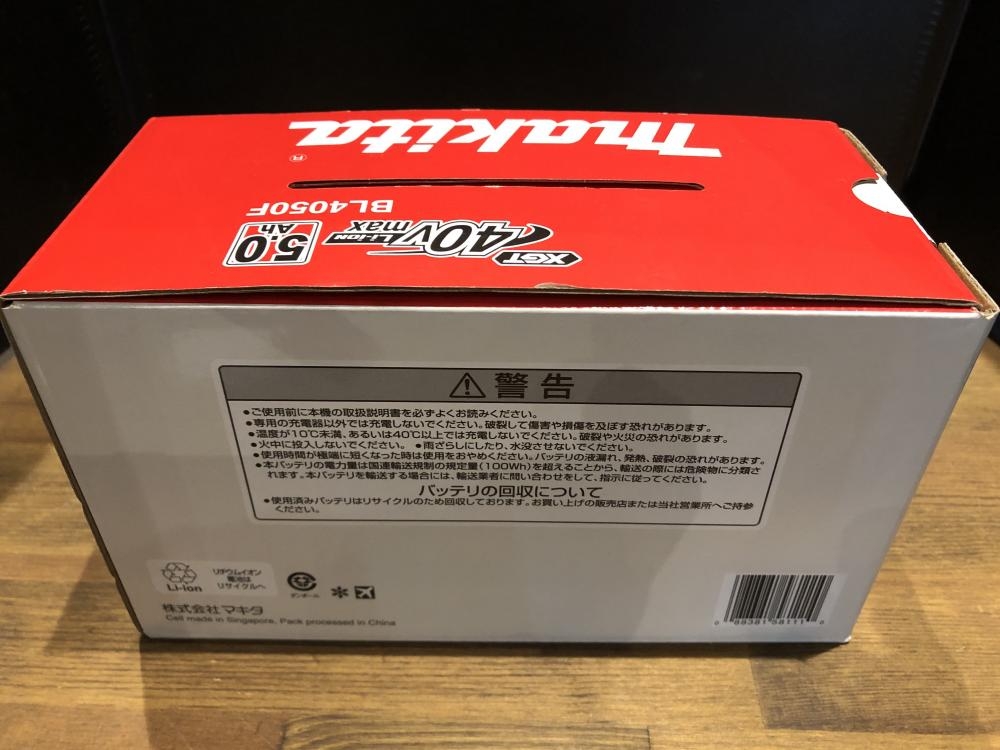 makita
®
BL4050F
XGT
40Vmax
Li-ion
5.0
Ah
警告
●ご使用前に本機の取扱説明書を必ずよくお読みください。
●専用の充電器以外では充電しないでください。破裂して傷害や損傷を及ぼす恐れがあります。
●温度が10℃未満、あるいは40℃以上では充電しないでください。破裂や火災の恐れがあります。
●火中に投入しないでください。 ●雨ざらしにしたり、水没させないでください。
●使用時間が極端に短くなった時は使用をおやめください。バッテリの液漏れ、発熱、破裂の恐れがあります。
●本バッテリの電力量は国連輸送規制の規定量（100Wh）を超えることから、輸送の際には危険物に分類さ
れます。本バッテリを輸送する場合には、輸送業者に問い合わせをして、指示に従ってください。
バッテリの回収について
●使用済みバッテリはリサイクルのため回収しております。お買い上げの販売店または当社営業所へご持参
ください。
Li-ion
リチウムイオン
電池は
リサイクルへ
ダンボール
株式会社マキタ
Cell made in Singapore, Pack processed in China
0 88381 58111 0